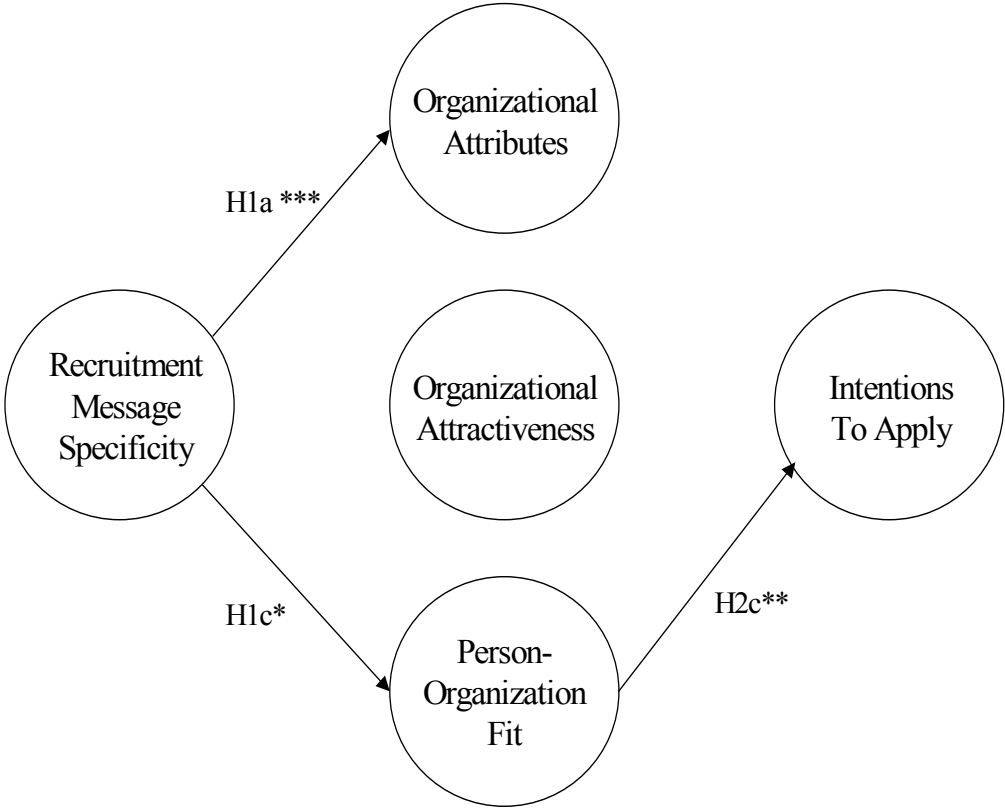 Organizational
Attributes
H1a ***
Recruitment
Message
Specificity
Organizational
Attractiveness
Intentions
To Apply
H1c*
H2c**
Person-
Organization
Fit